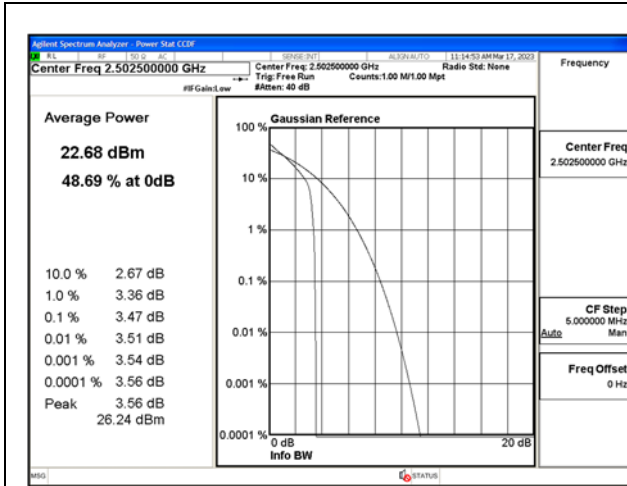 Agilent Spectrum Analyzer - Power Stat CCDF
RL RF 50 Ω AC SENSE:INT ALIGNAUTO 11:14:53 AM Mar 17, 2023
Center Freq 2.502500000 GHz
Center Freq: 2.502500000 GHz Radio Std: None
Trig: Free Run Counts:1.00 M/1.00 Mpt
#IFGain:Low #Atten: 40 dB
Frequency
Average Power
22.68 dBm
48.69 % at 0dB
10.0 % 2.67 dB
1.0 % 3.36 dB
0.1 % 3.47 dB
0.01 % 3.51 dB
0.001 % 3.54 dB
0.0001 % 3.56 dB
Peak 3.56 dB
26.24 dBm
Gaussian Reference
100 %
10 %
1 %
0.1 %
0.01 %
0.001 %
0.0001 %
0 dB 20 dB
Info BW
Center Freq
2.502500000 GHz
CF Step
5.000000 MHz
Auto Man
Freq Offset
0 Hz
MSG STATUS